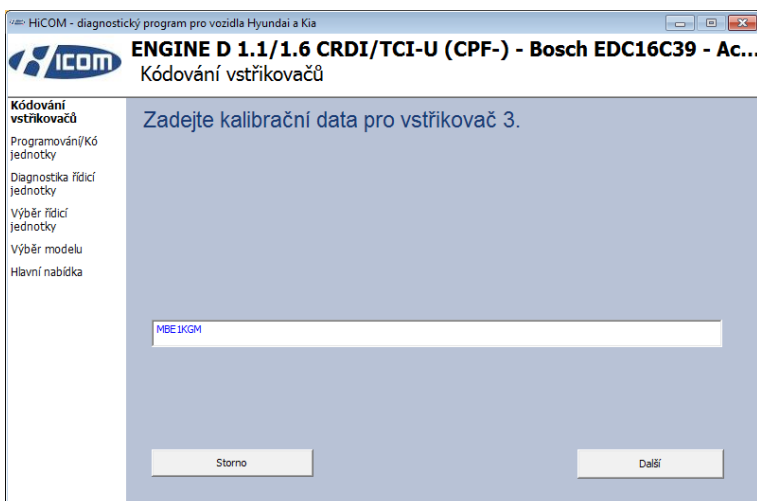 HiCOM - diagnostický program pro vozidla Hyundai a Kia
HICOM
ENGINE D 1.1/1.6 CRDI/TCI-U (CPF-) - Bosch EDC16C39 - Ac...
Kódování vstřikovačů
Kódování
vstřikovačů
Programování/Kó
jednotky
Diagnostika řídicí
jednotky
Výběr řídicí
jednotky
Výběr modelu
Hlavní nabídka
Zadejte kalibrační data pro vstřikovač 3.
MBE1KGM
Storno
Další